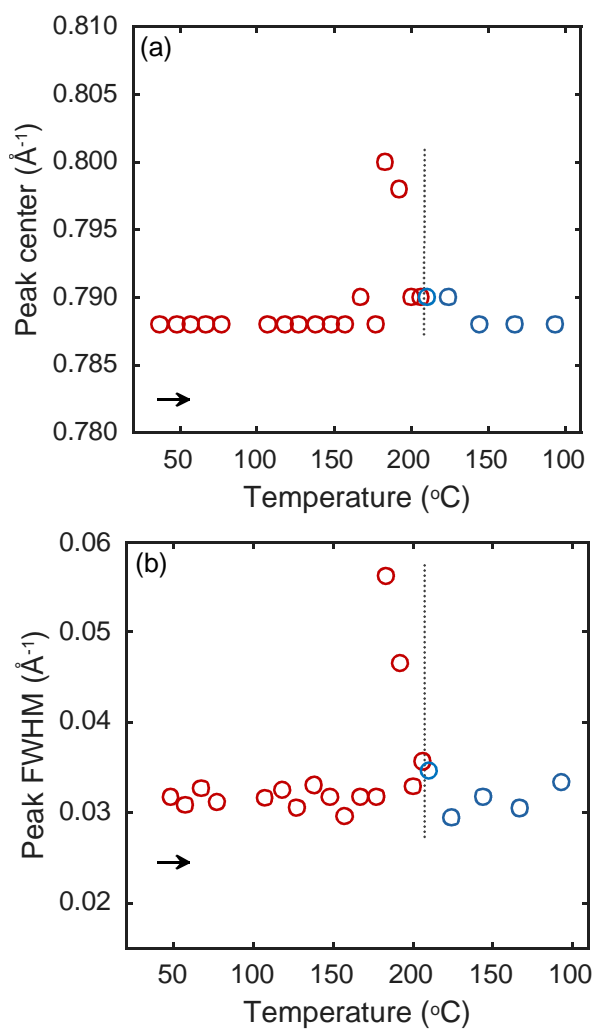 (a)
0.810
0.805
0.800
0.795
0.790
0.785
0.780
Peak center (Å⁻¹)
50 100 150 200 150 100
Temperature (ºC)
(b)
0.06
0.05
0.04
0.03
0.02
Peak FWHM (Å⁻¹)
50 100 150 200 150 100
Temperature (ºC)